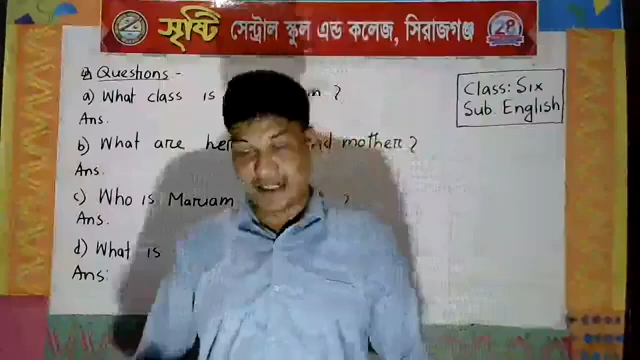 সৃষ্টি সেন্ট্রাল স্কুল এন্ড কলেজ, সিরাজগঞ্জ
Questions -
Class: Six
Sub. English
a) What class is ?
Ans.
b) What are her and mother?
Ans.
c) Who is Mariam ?
Ans.
d) What is
Ans: